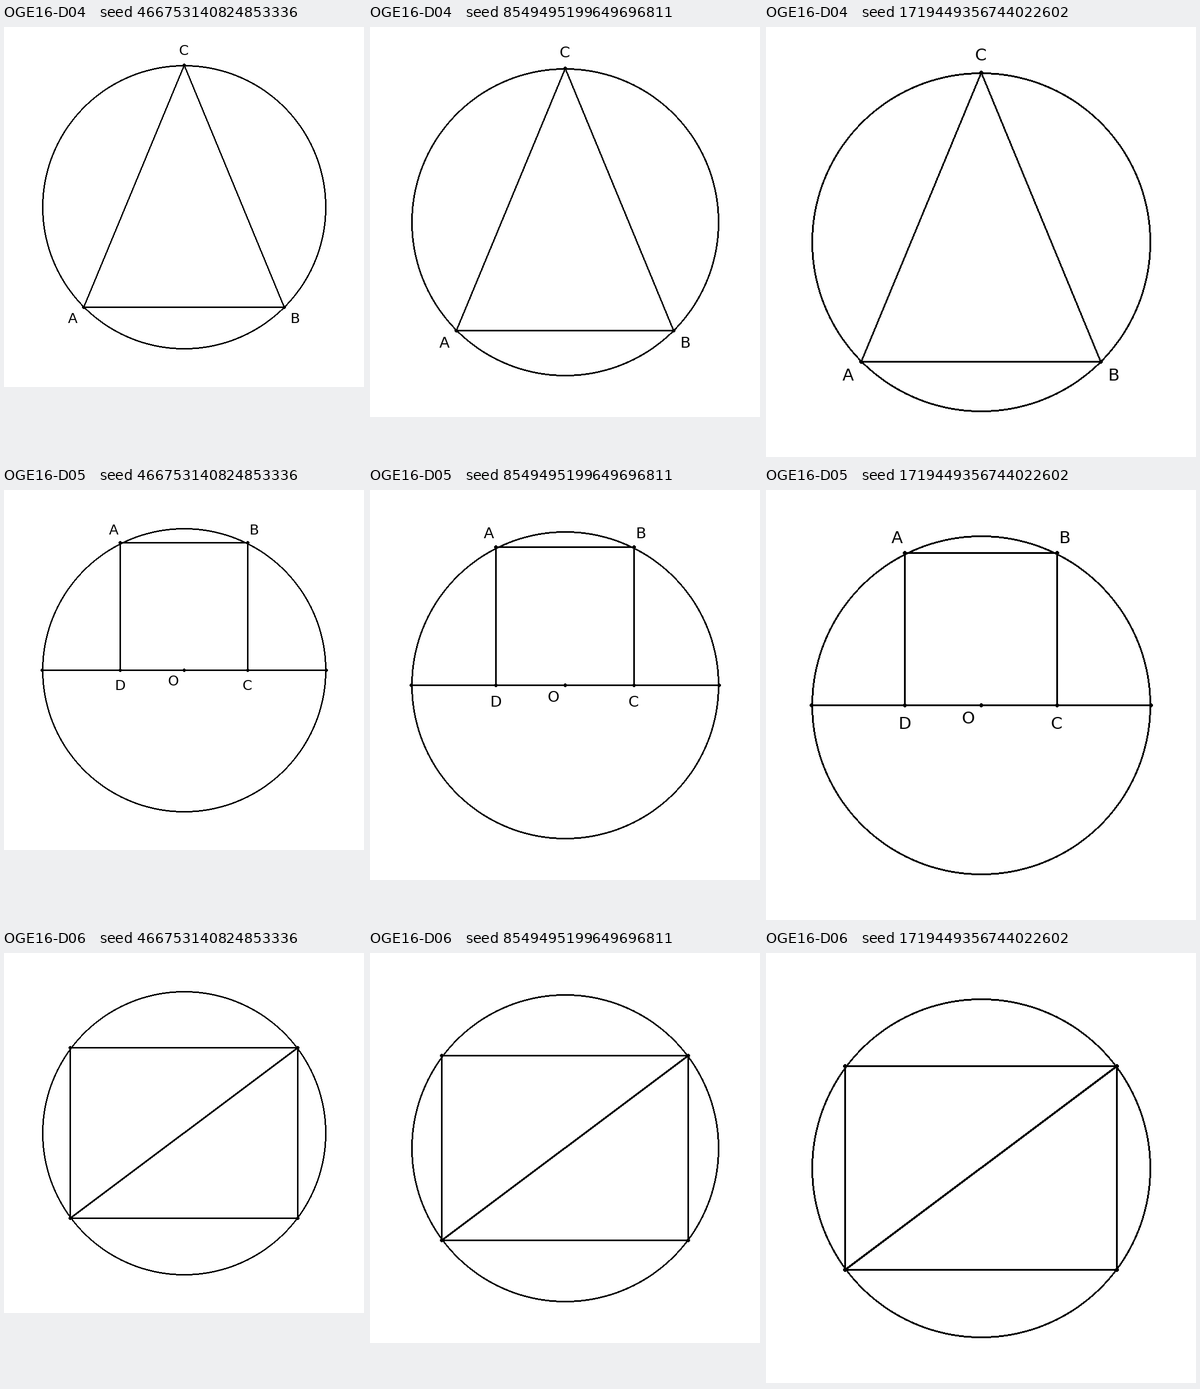 OGE16-D04 seed 466753140824853336
OGE16-D04 seed 8549495199649696811
OGE16-D04 seed 1719449356744022602
C
C
C
A B
A B
A B
OGE16-D05 seed 466753140824853336
OGE16-D05 seed 8549495199649696811
OGE16-D05 seed 1719449356744022602
A B
A B
A B
D O C
D O C
D O C
OGE16-D06 seed 466753140824853336
OGE16-D06 seed 8549495199649696811
OGE16-D06 seed 1719449356744022602